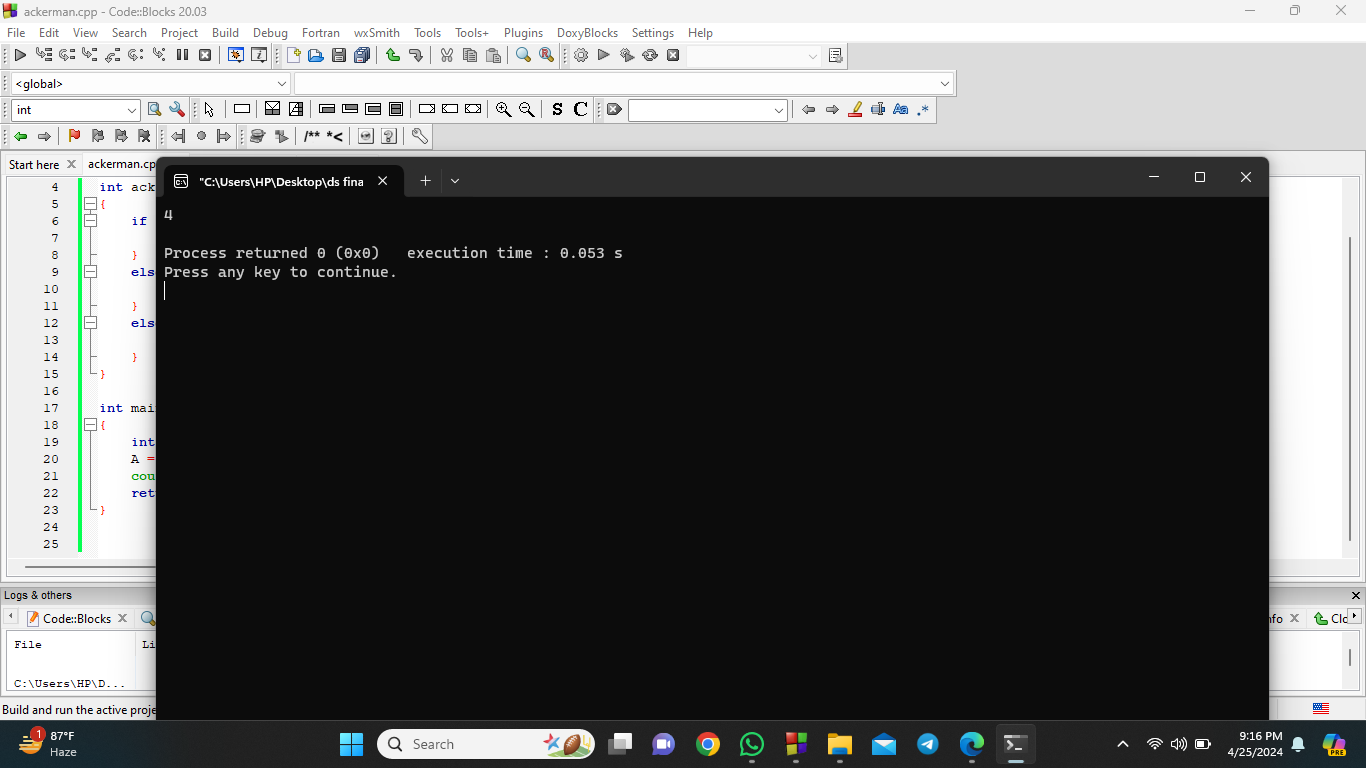 ackerman.cpp - Code::Blocks 20.03
File Edit View Search Project Build Debug Fortran wxSmith Tools Tools+ Plugins DoxyBlocks Settings Help
<global>
int
S C
Aa .*
/** *<
Start here ackerman.cp
"C:\Users\HP\Desktop\ds fina
4 int ack
5 {
6 if
7
8 }
9 els
10
11 }
12 els
13
14 }
15 }
16
17 int mai
18 {
19 int
20 A =
21 cou
22 ret
23 }
24
25
4
Process returned 0 (0x0) execution time : 0.053 s
Press any key to continue.
Logs & others
Code::Blocks nfo Clo
File Li
C:\Users\HP\D...
Build and run the active proje
1
87°F
Haze
Search
PRE
9:16 PM
4/25/2024